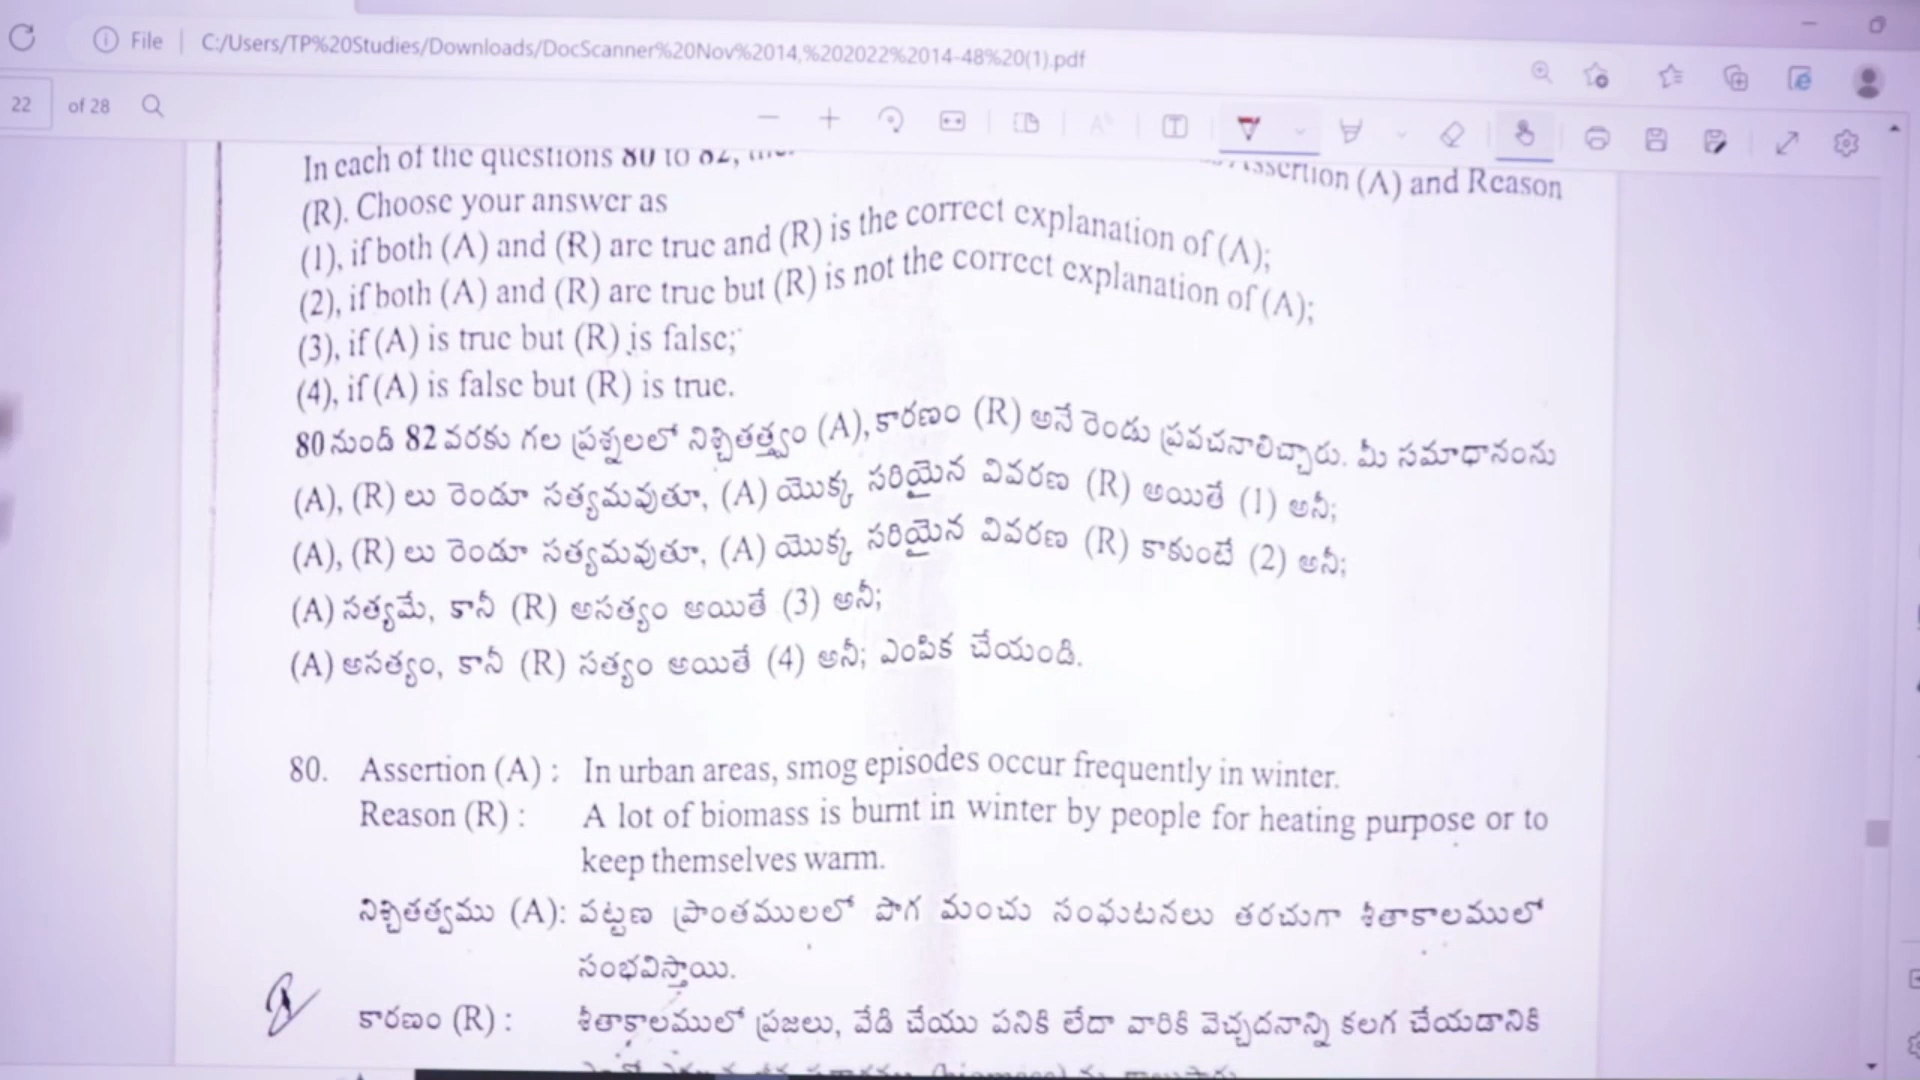 File | C:/Users/TP%20Studies/Downloads/DocScanner%20Nov%2014,%202022%2014-48%20(1).pdf
22 of 28
In each of the questions 80 to 82, Assertion (A) and Reason
(R). Choose your answer as
(1), if both (A) and (R) are true and (R) is the correct explanation of (A);
(2), if both (A) and (R) are true but (R) is not the correct explanation of (A);
(3), if (A) is true but (R) is false;
(4), if (A) is false but (R) is true.
80 నుండి 82 వరకు గల ప్రశ్నలలో నిశ్చితత్త్వం (A), కారణం (R) అనే రెండు ప్రవచనాలిచ్చారు. మీ సమాధానంను
(A), (R) లు రెండూ సత్యమవుతూ, (A) యొక్క సరియైన వివరణ (R) అయితే (1) అనీ;
(A), (R) లు రెండూ సత్యమవుతూ, (A) యొక్క సరియైన వివరణ (R) కాకుంటే (2) అనీ;
(A) సత్యమే, కానీ (R) అసత్యం అయితే (3) అనీ;
(A) అసత్యం, కానీ (R) సత్యం అయితే (4) అనీ; ఎంపిక చేయండి.
80. Assertion (A) : In urban areas, smog episodes occur frequently in winter.
Reason (R) : A lot of biomass is burnt in winter by people for heating purpose or to
keep themselves warm.
నిశ్చితత్వము (A): పట్టణ ప్రాంతములలో పొగ మంచు సంఘటనలు తరచుగా శీతాకాలములో
సంభవిస్తాయి.
కారణం (R) : శీతాకాలములో ప్రజలు, వేడి చేయు పనికి లేదా వారికి వెచ్చదనాన్ని కలగ చేయడానికి